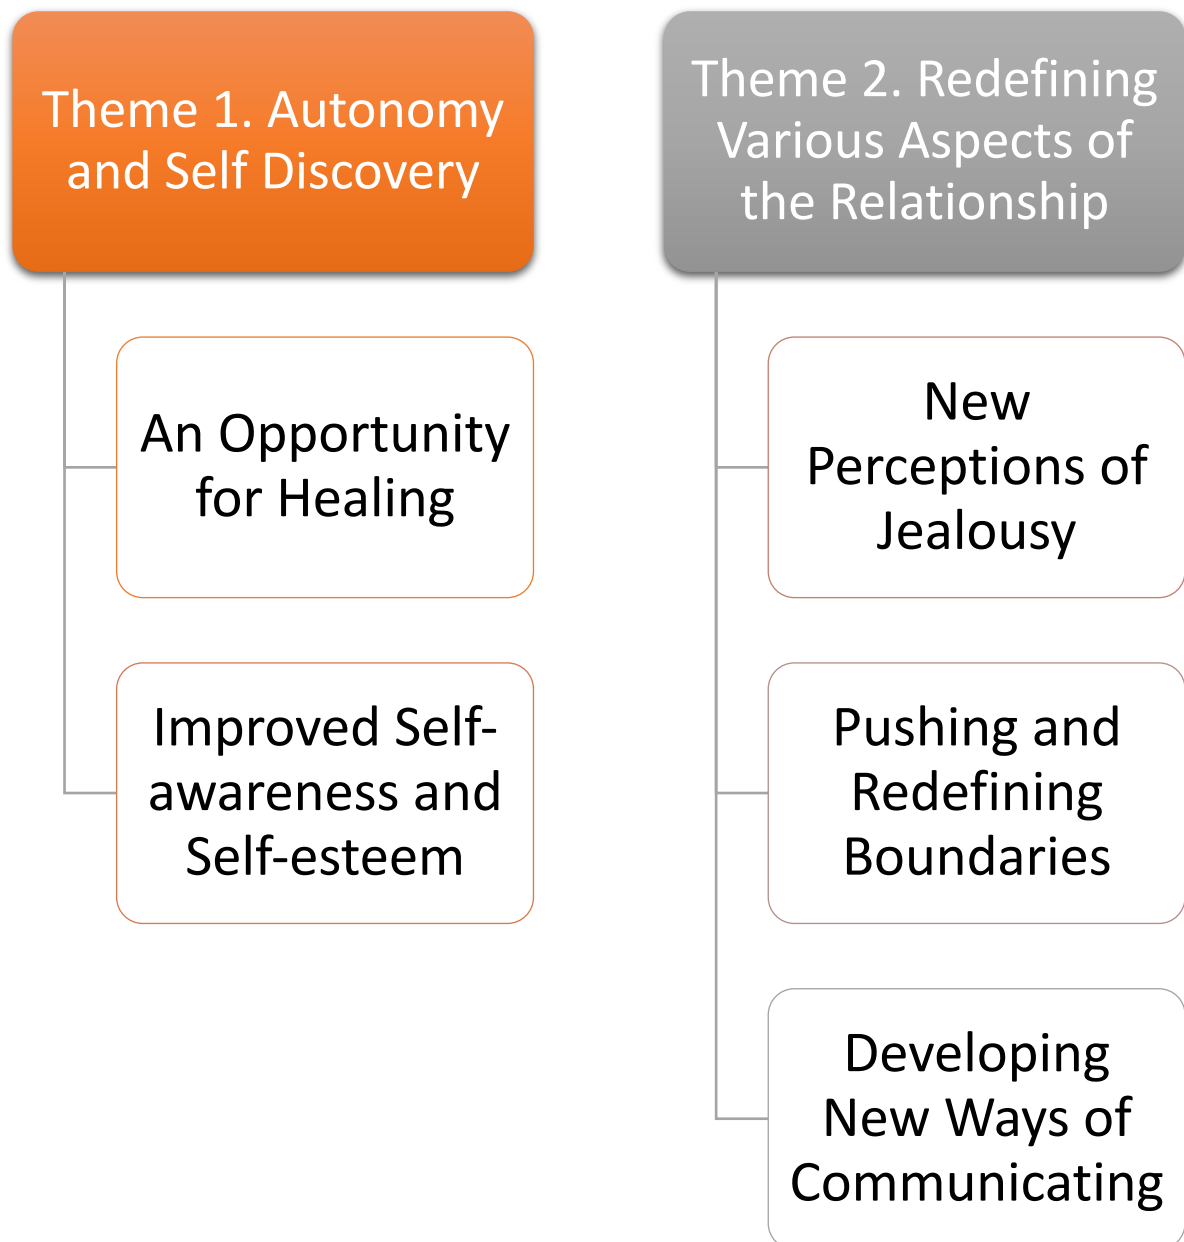 Theme 1. Autonomy
and Self Discovery
An Opportunity
for Healing
Improved Self-
awareness and
Self-esteem
Theme 2. Redefining
Various Aspects of
the Relationship
New
Perceptions of
Jealousy
Pushing and
Redefining
Boundaries
Developing
New Ways of
Communicating